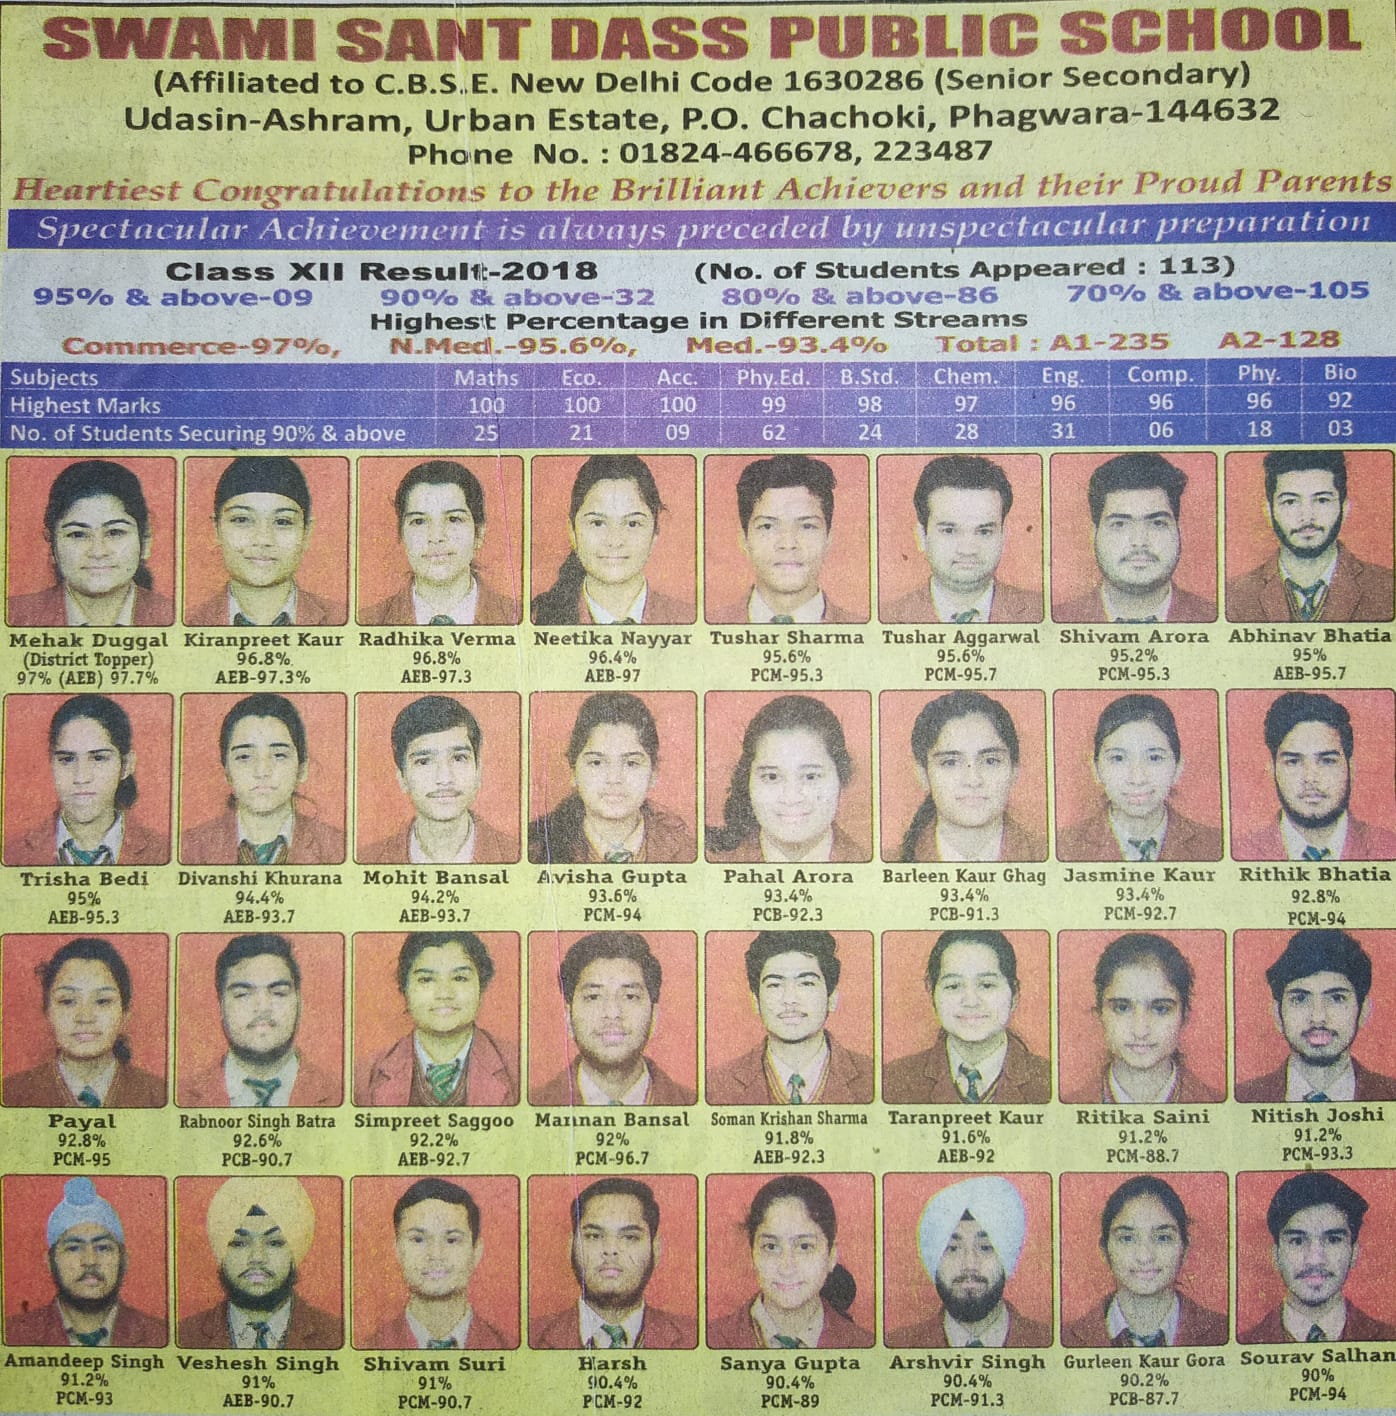 SWAMI SANT DASS PUBLIC SCHOOL
(Affiliated to C.B.S.E. New Delhi Code 1630286 (Senior Secondary)
Udasin-Ashram, Urban Estate, P.O. Chachoki, Phagwara-144632
Phone No. : 01824-466678, 223487
Heartiest Congratulations to the Brilliant Achievers and their Proud Parents
Spectacular Achievement is always preceded by unspectacular preparation
Class XII Result-2018 (No. of Students Appeared : 113)
95% & above-09 90% & above-32 80% & above-86 70% & above-105
Highest Percentage in Different Streams
Commerce-97%, N.Med.-95.6%, Med.-93.4% Total : A1-235 A2-128
Subjects Maths Eco. Acc. Phy.Ed. B.Std. Chem. Eng. Comp. Phy. Bio
Highest Marks 100 100 100 99 98 97 96 96 96 92
No. of Students Securing 90% & above 25 21 09 62 24 28 31 06 18 03
Mehak Duggal Kiranpreet Kaur Radhika Verma Neetika Nayyar Tushar Sharma Tushar Aggarwal Shivam Arora Abhinav Bhatia
(District Topper) 96.8% 96.8% 96.4% 95.6% 95.6% 95.2% 95%
97% (AEB) 97.7% AEB-97.3% AEB-97.3 AEB-97 PCM-95.3 PCM-95.7 PCM-95.3 AEB-95.7
Trisha Bedi Divanshi Khurana Mohit Bansal Avisha Gupta Pahal Arora Barleen Kaur Ghag Jasmine Kaur Rithik Bhatia
95% 94.4% 94.2% 93.6% 93.4% 93.4% 93.4% 92.8%
AEB-95.3 AEB-93.7 AEB-93.7 PCM-94 PCB-92.3 PCB-91.3 PCM-92.7 PCM-94
Payal Rabnoor Singh Batra Simpreet Saggoo Mannan Bansal Soman Krishan Sharma Taranpreet Kaur Ritika Saini Nitish Joshi
92.8% 92.6% 92.2% 92% 91.8% 91.6% 91.2% 91.2%
PCM-95 PCB-90.7 AEB-92.7 PCM-96.7 AEB-92.3 AEB-92 PCM-88.7 PCM-93.3
Amandeep Singh Veshesh Singh Shivam Suri Harsh Sanya Gupta Arshvir Singh Gurleen Kaur Gora Sourav Salhan
91.2% 91% 91% 90.4% 90.4% 90.4% 90.2% 90%
PCM-93 AEB-90.7 PCM-90.7 PCM-92 PCM-89 PCM-91.3 PCB-87.7 PCM-94